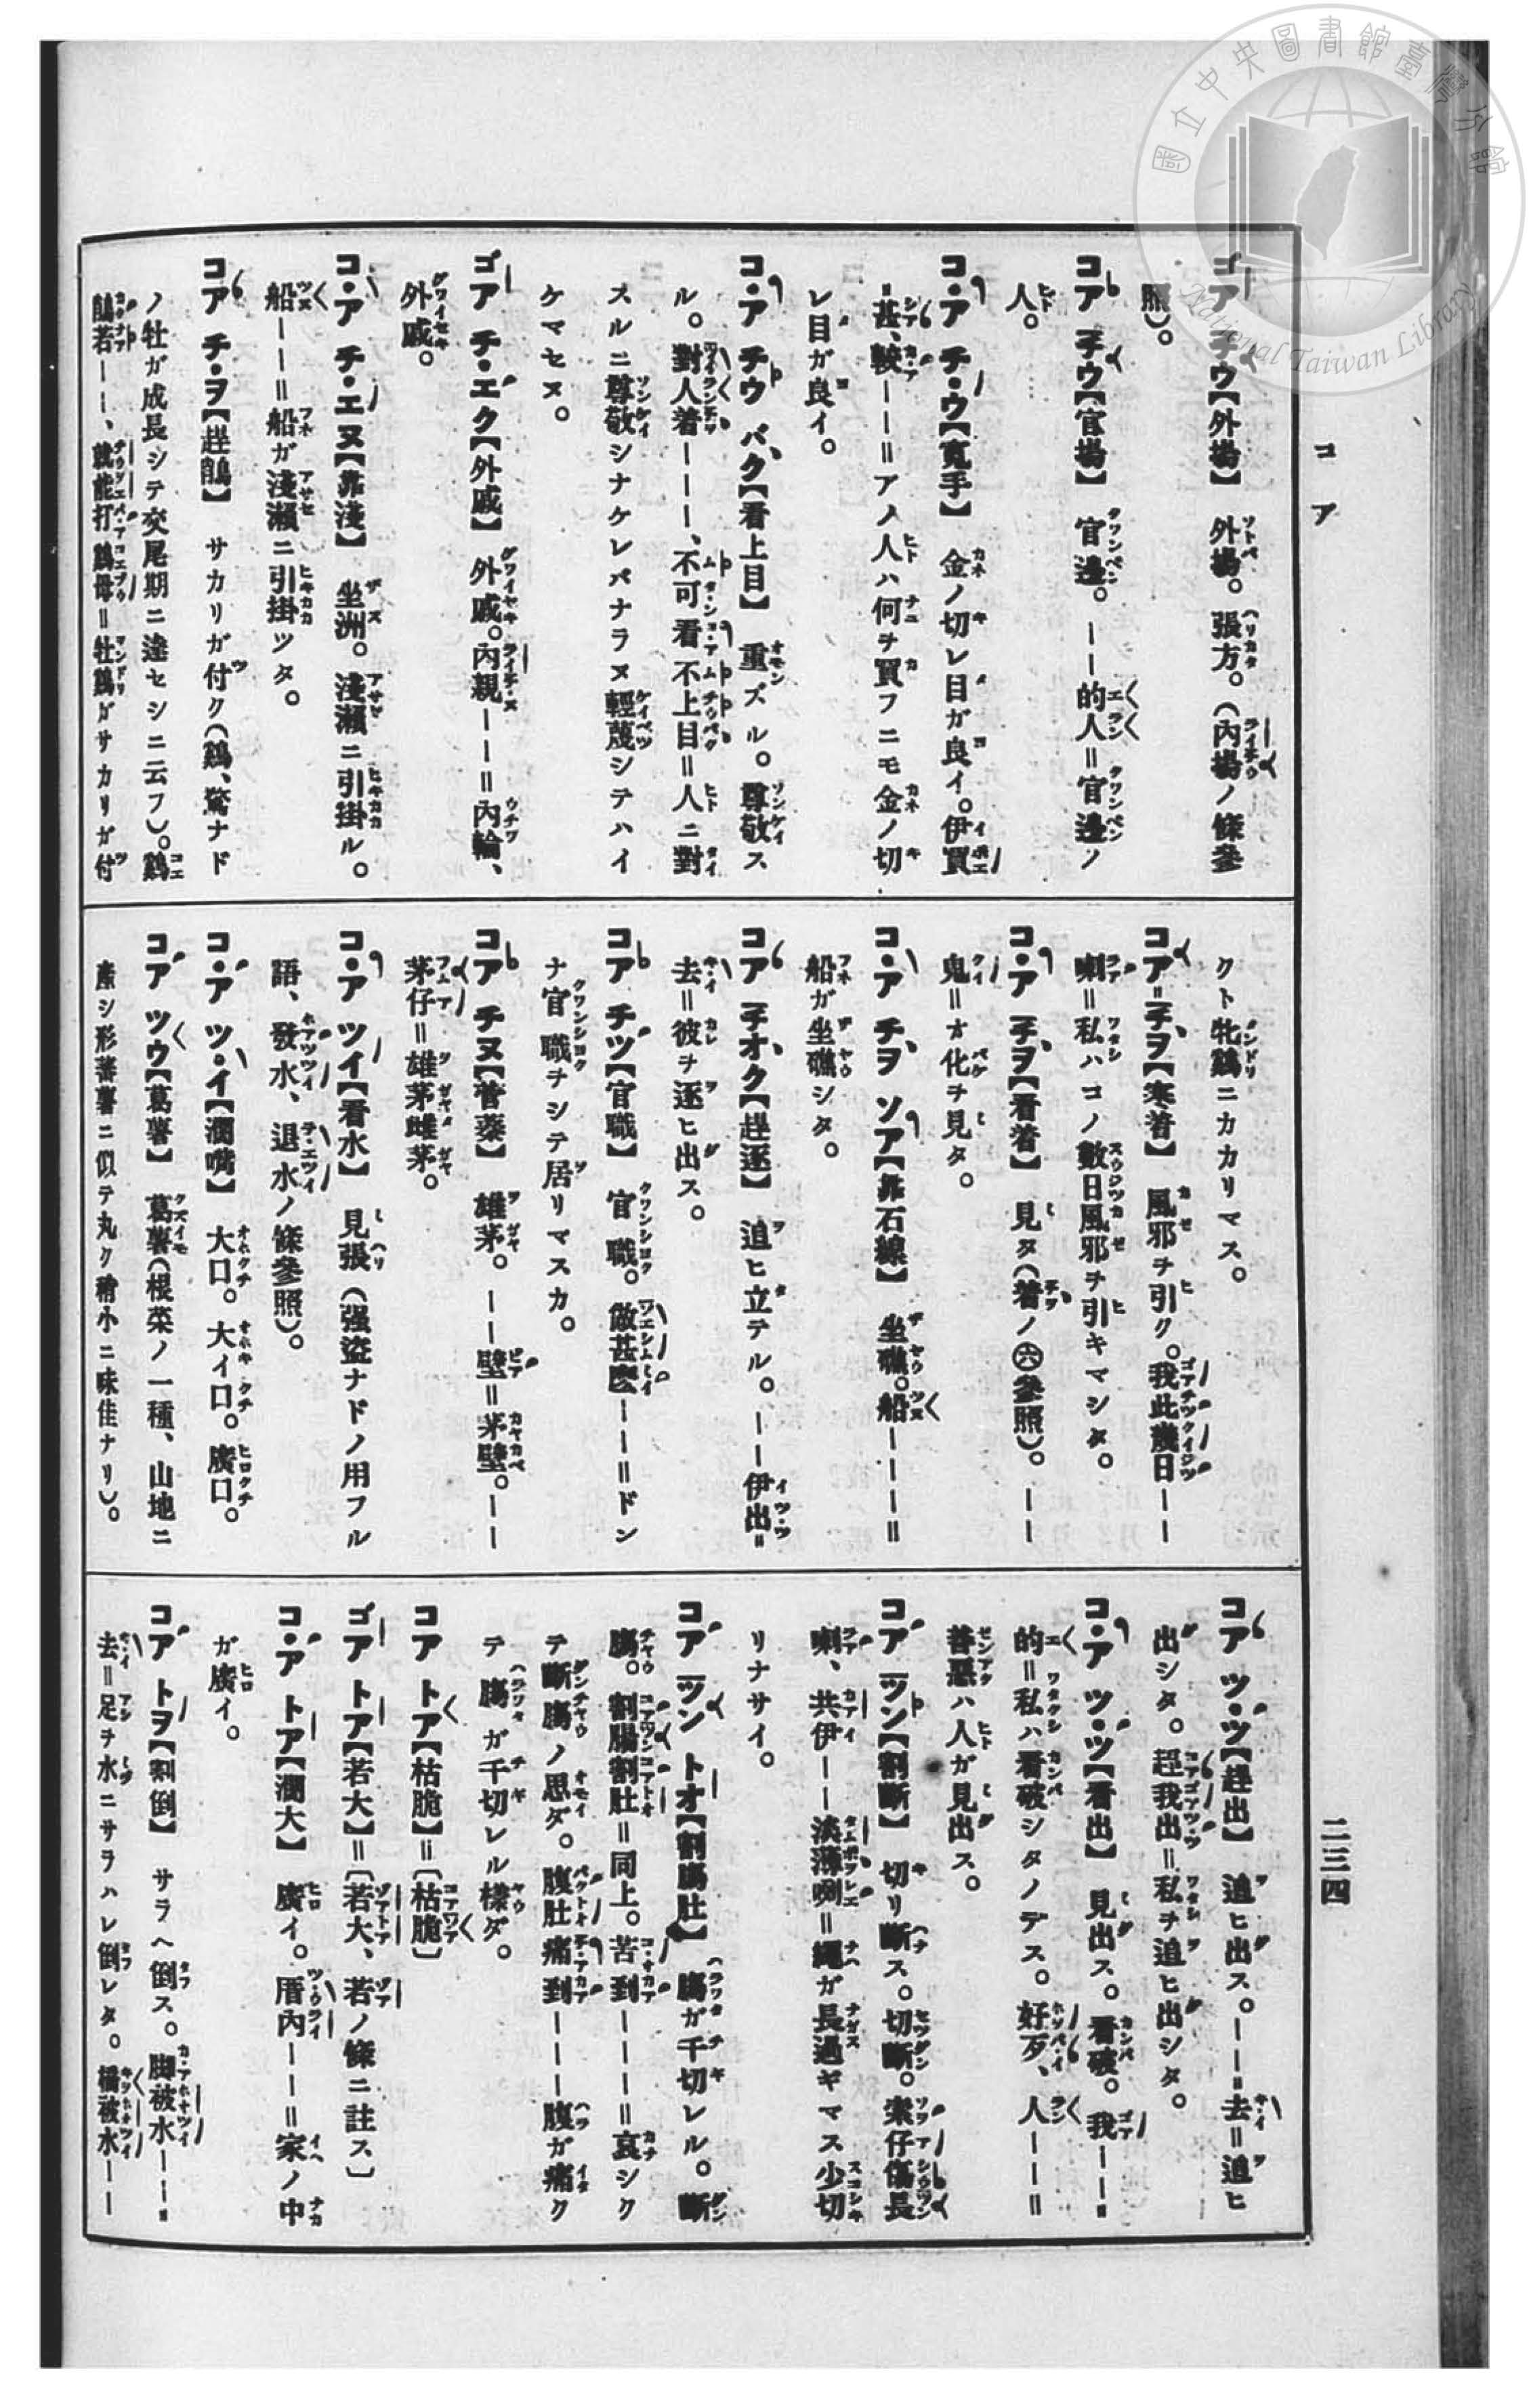 コ ア
二三四
ゴア チウ【外場】 外場。張方。（內場ノ條參
照）。
コア チウ【官場】 官邊。——的人＝官邊ノ
人。
コ・ア チ・ウ【寬手】 金ノ切レ目ガ良イ。伊買
＝甚、較——＝アノ人ハ何ヲ買フニモ金ノ切
レ目ガ良イ。
コ・ア チウ バク【看上目】 重ズル。尊敬ス
ル。對人着———、不可看不上目＝人ニ對
スルニ尊敬シナケレバナラヌ輕蔑シテハイ
ケマセヌ。
ゴア チ・エク【外戚】 外戚。內親———＝內輪、
外戚。
コ・ア チ・エヌ【靠淺】 坐洲。淺瀨ニ引掛ル。
船——＝船ガ淺瀨ニ引掛ツタ。
コア チ・ヲ【趕鵤】 サカリガ付ク（鷄、鶩ナド
ノ牡ガ成長シテ交尾期ニ達セシニ云フ）。鷄
鵤若——、就能打鷄母＝牡鷄ガサカリガ付
クト牝鷄ニカカリマス。
コア＝チヲ【寒着】 風邪ヲ引ク。我此幾日——
喇＝私ハコノ數日風邪ヲ引キマシタ。
コ・ア チヲ【看着】 見タ（着ノ㊅參照）。——
鬼＝オ化ヲ見タ。
コ・ア チヲ ソア【靠石線】 坐礁。船———＝
船ガ坐礁シタ。
コア チオク【趕逐】 追ヒ立テル。——伊出＝
去＝彼ヲ逐ヒ出ス。
コア チツ【官職】 官職。做甚麼——＝ドン
ナ官職ヲシテ居リマスカ。
コア チヌ【菅蓁】 雄茅。——壁＝茅壁。——
茅仔＝雄茅雌茅。
コ・ア ツイ【看水】 見張（强盜ナドノ用フル
語、發水、退水ノ條參照）。
コ・ア ツ・イ【濶嘴】 大口。大イ口。廣口。
コア ツウ【葛薯】 葛薯（根菜ノ一種、山地ニ
產シ形蕃薯ニ似テ丸ク稍小ニ味佳ナリ）。
コア ツ・ツ【趕出】 追ヒ出ス。——＝去＝追ヒ
出シタ。趕我出＝私ヲ追ヒ出シタ。
コ・ア ツ・ツ【看出】 見出ス。看破。我——＝
的＝私ハ看破シタノデス。好歹、人———＝
善惡ハ人ガ見出ス。
コア ツン【割斷】 切リ斷ス。切斷。索仔傷長
喇、共伊——淡薄咧＝繩ガ長過ギマス少切
リナサイ。
コア ツン トオ【割膓肚】 膓ガ千切レル。斷
膓。割腸割肚＝同上。苦到———＝哀シク
テ斷膓ノ思ダ。腹肚痛到———腹ガ痛ク
テ膓ガ千切レル樣ダ。
コア トア【枯脆】＝〔枯脆〕
ゴア トア【若大】＝〔若大、若ノ條ニ註ス〕
コ・ア トア【濶大】 廣イ。厝內———＝家ノ中
ガ廣イ。
コア トヲ【割倒】 サラヘ倒ス。脚被水——＝
去＝足ヲ水ニサラハレ倒レタ。橋被水——
國立中央圖書館臺灣分館
National Taiwan Library